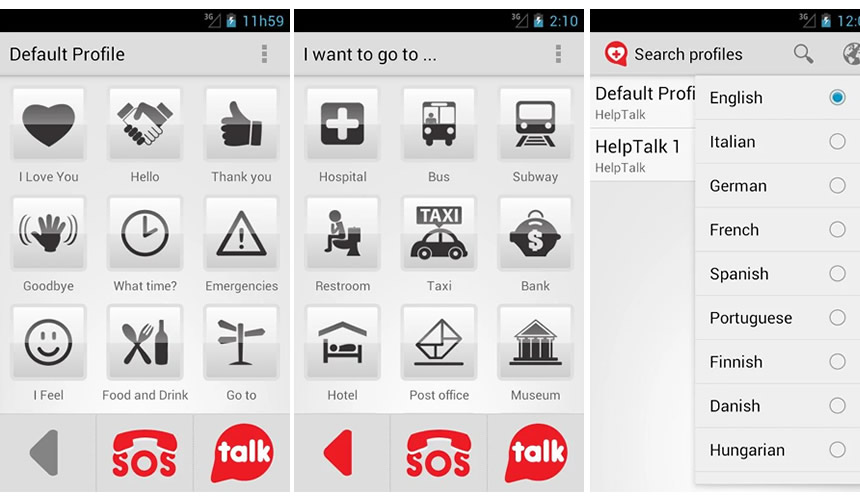 3G 11h59
Default Profile
I Love You
Hello
Thank you
Goodbye
What time?
Emergencies
I Feel
Food and Drink
Go to
SOS
talk
3G 2:10
I want to go to ...
Hospital
Bus
Subway
Restroom
TAXI
Taxi
$
Bank
Hotel
Post office
Museum
SOS
talk
3G 12:0
Search profiles
Default Profi
HelpTalk
HelpTalk 1
HelpTalk
English
Italian
German
French
Spanish
Portuguese
Finnish
Danish
Hungarian